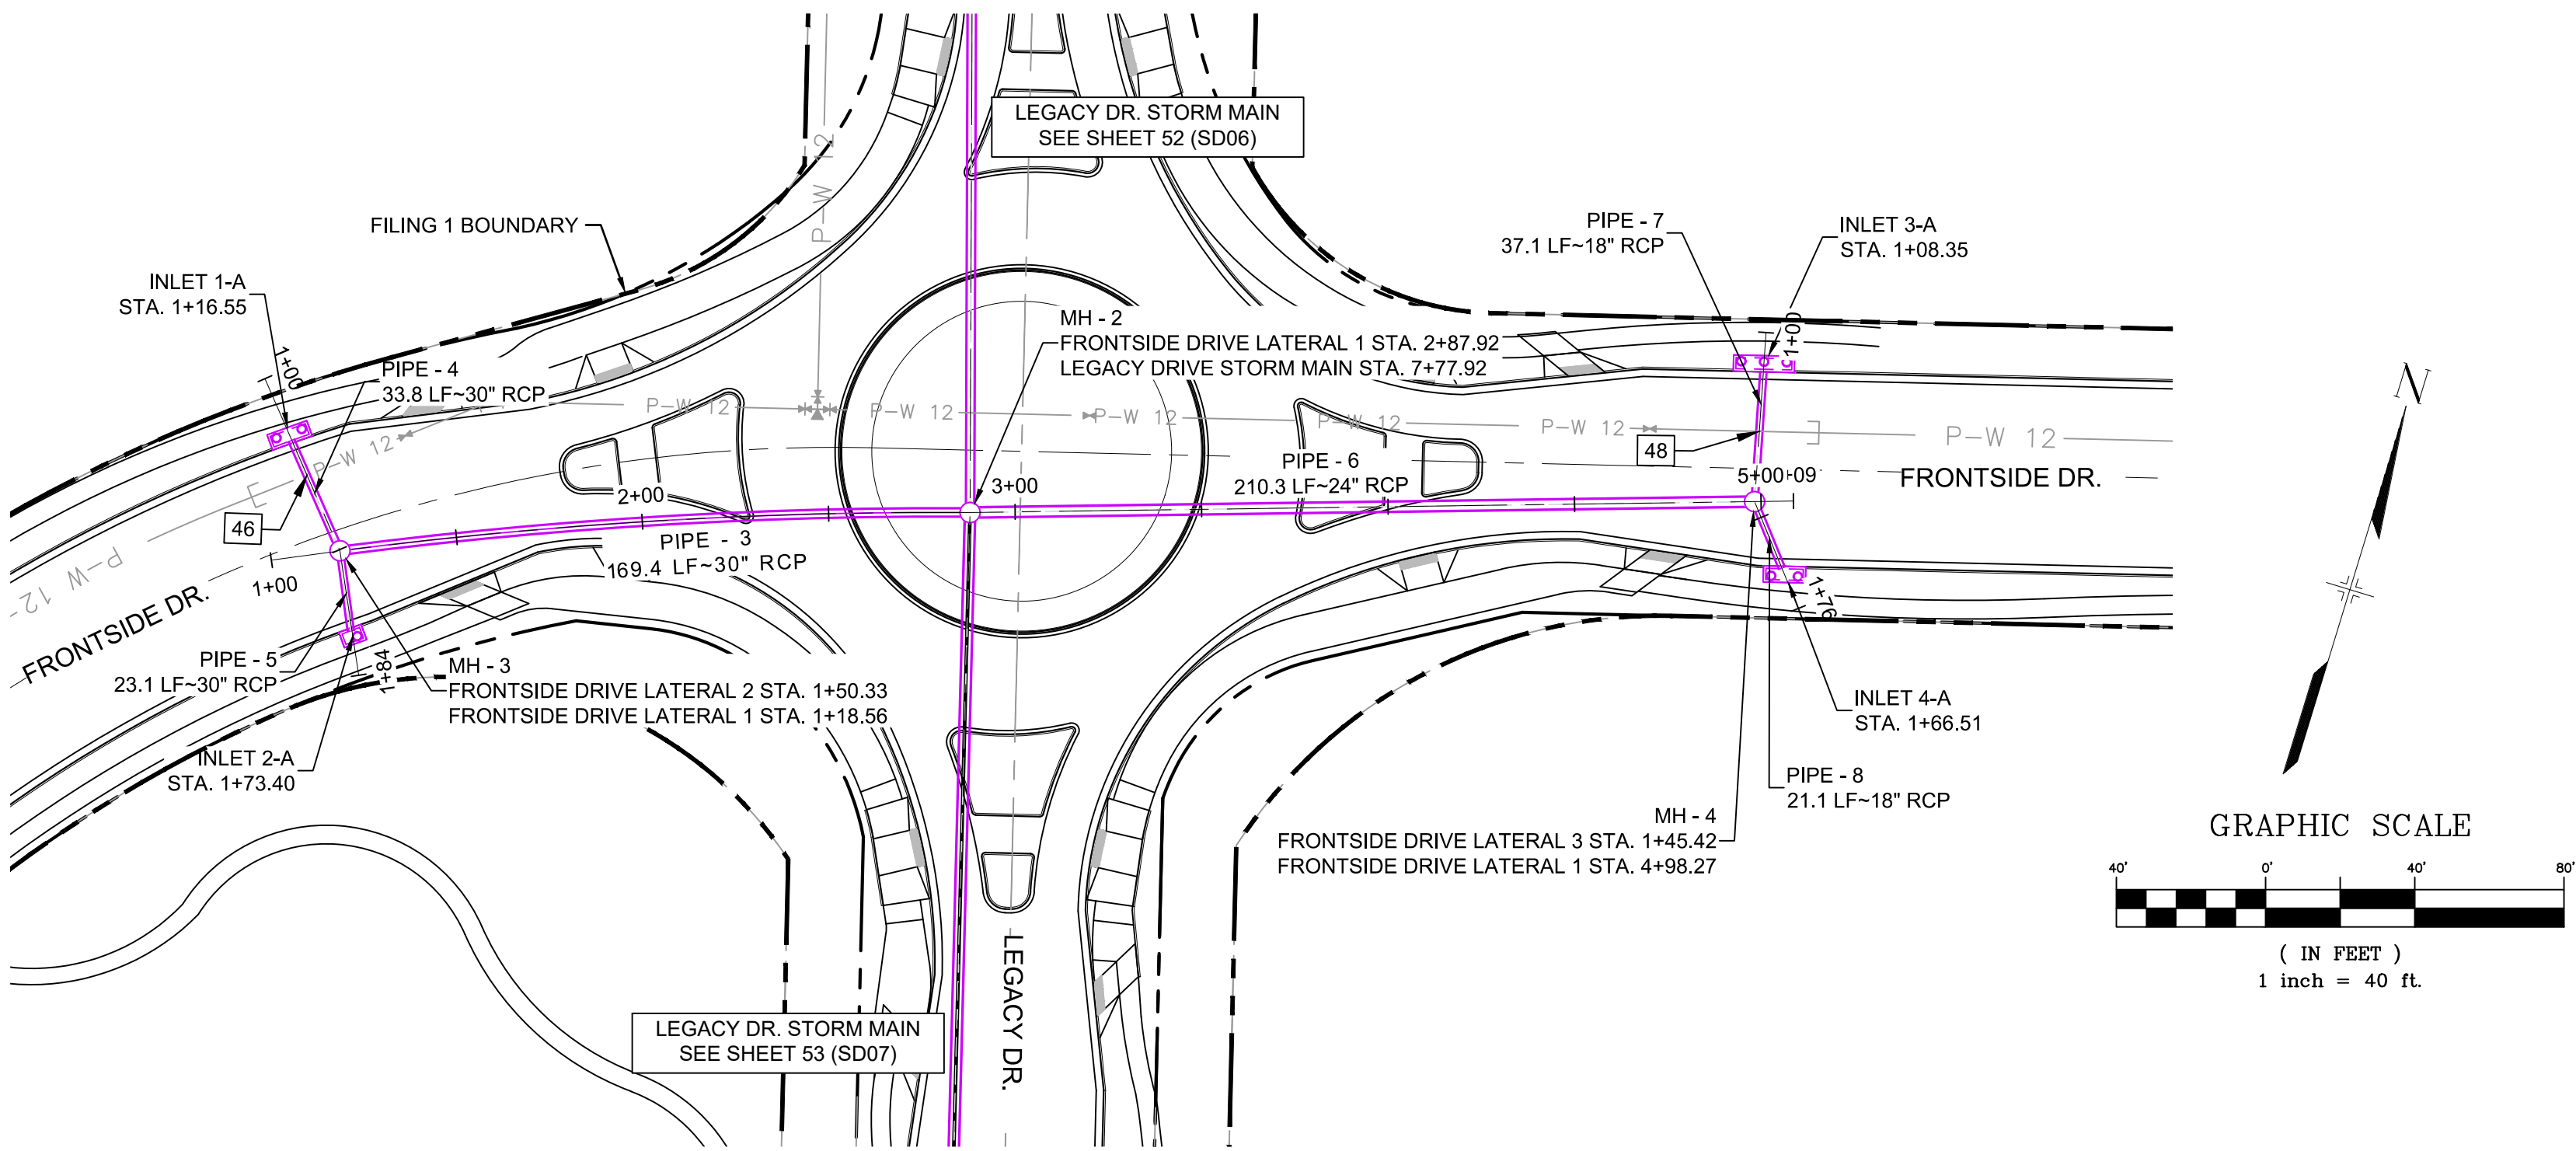 LEGACY DR. STORM MAIN
SEE SHEET 52 (SD06)
P-W 12
FILING 1 BOUNDARY
INLET 1-A
STA. 1+16.55
1+00
PIPE - 4
33.8 LF~30" RCP
P-W 12
46
P-W 12
FRONTSIDE DR.
1+00
PIPE - 5
23.1 LF~30" RCP
INLET 2-A
STA. 1+73.40
1+84
MH - 3
FRONTSIDE DRIVE LATERAL 2 STA. 1+50.33
FRONTSIDE DRIVE LATERAL 1 STA. 1+18.56
2+00
PIPE - 3
169.4 LF~30" RCP
P-W 12
P-W 12
P-W 12
P-W 12
P-W 12
P-W 12
MH - 2
FRONTSIDE DRIVE LATERAL 1 STA. 2+87.92
LEGACY DRIVE STORM MAIN STA. 7+77.92
3+00
PIPE - 6
210.3 LF~24" RCP
PIPE - 7
37.1 LF~18" RCP
INLET 3-A
STA. 1+08.35
1+00
48
5+00
+09
FRONTSIDE DR.
1+76
INLET 4-A
STA. 1+66.51
PIPE - 8
21.1 LF~18" RCP
MH - 4
FRONTSIDE DRIVE LATERAL 3 STA. 1+45.42
FRONTSIDE DRIVE LATERAL 1 STA. 4+98.27
LEGACY DR.
LEGACY DR. STORM MAIN
SEE SHEET 53 (SD07)
N
GRAPHIC SCALE
40' 0' 40' 80'
( IN FEET )
1 inch = 40 ft.